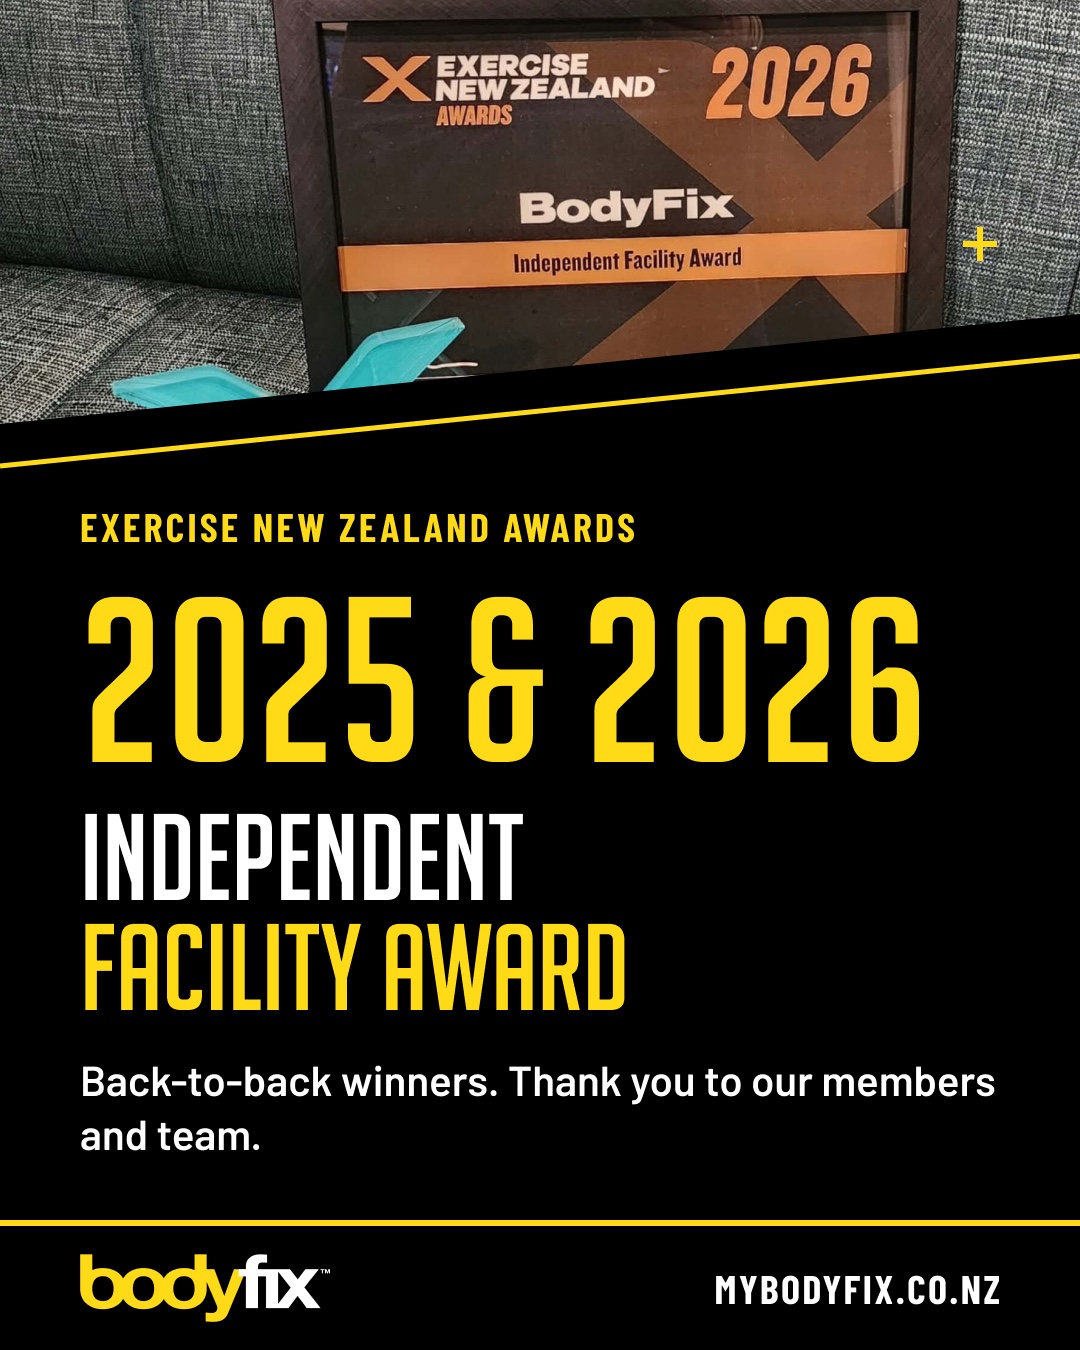 EXERCISE
NEW ZEALAND
AWARDS
2026
BodyFix
Independent Facility Award
EXERCISE NEW ZEALAND AWARDS
2025 & 2026
INDEPENDENT
FACILITY AWARD
Back-to-back winners. Thank you to our members
and team.
bodyfix™
MYBODYFIX.CO.NZ